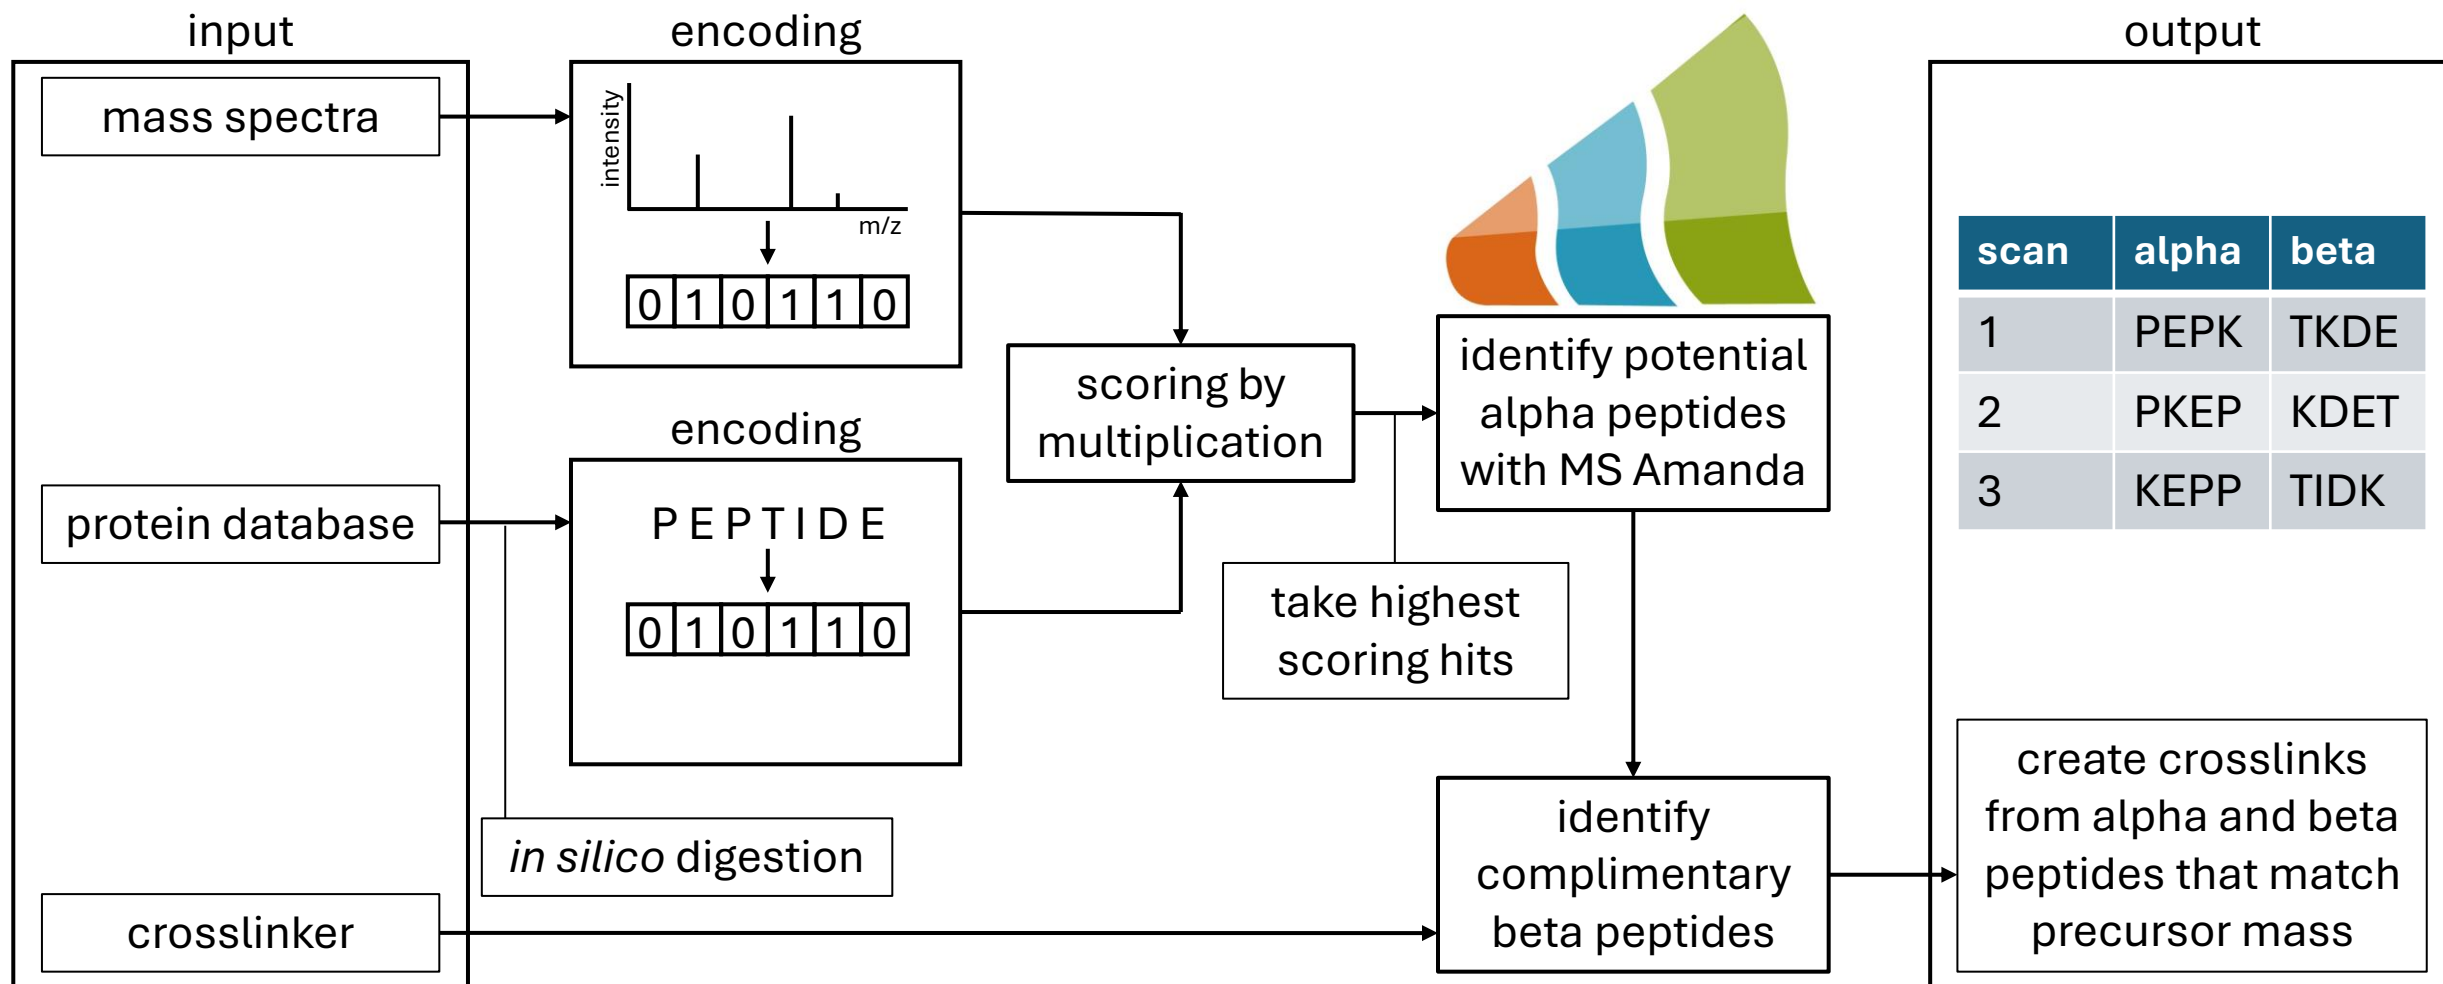 input
mass spectra
protein database
in silico digestion
crosslinker
encoding
intensity
m/z
0 1 0 1 1 0
encoding
P E P T I D E
0 1 0 1 1 0
scoring by
multiplication
take highest
scoring hits
identify potential
alpha peptides
with MS Amanda
identify
complimentary
beta peptides
output
scan alpha beta
1 PEPK TKDE
2 PKEP KDET
3 KEPP TIDK
create crosslinks
from alpha and beta
peptides that match
precursor mass